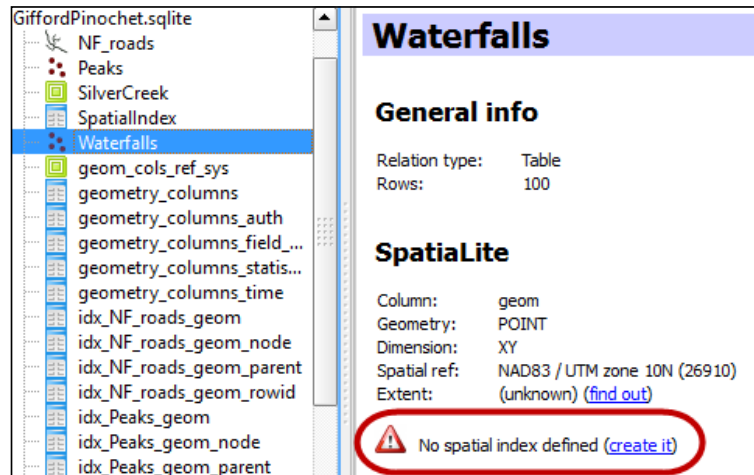 GiffordPinochet.sqlite
NF_roads
Peaks
SilverCreek
SpatialIndex
Waterfalls
geom_cols_ref_sys
geometry_columns
geometry_columns_auth
geometry_columns_field_...
geometry_columns_statis...
geometry_columns_time
idx_NF_roads_geom
idx_NF_roads_geom_node
idx_NF_roads_geom_parent
idx_NF_roads_geom_rowid
idx_Peaks_geom
idx_Peaks_geom_node
idx_Peaks_geom_parent
Waterfalls
General info
Relation type: Table
Rows: 100
SpatiaLite
Column: geom
Geometry: POINT
Dimension: XY
Spatial ref: NAD83 / UTM zone 10N (26910)
Extent: (unknown) (find out)
No spatial index defined (create it)